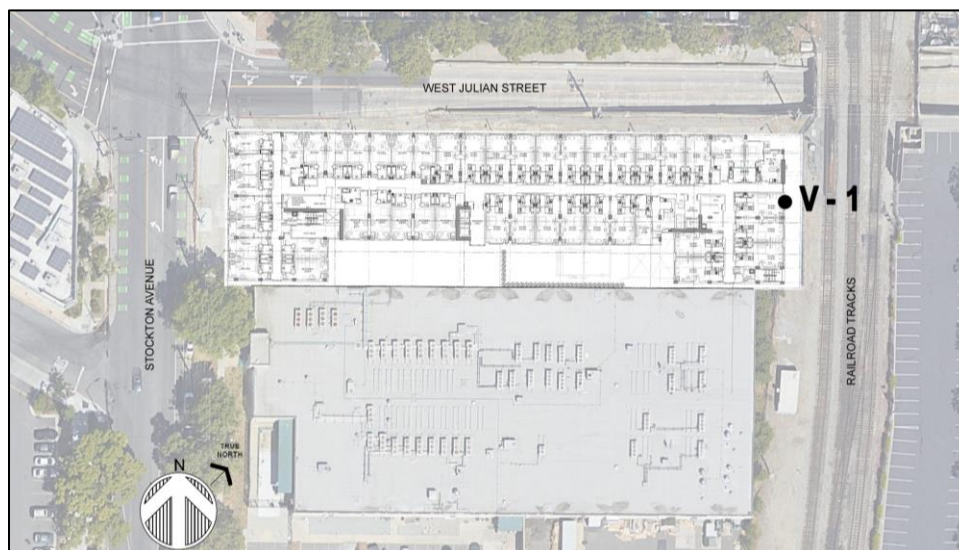 WEST JULIAN STREET
V - 1
STOCKTON AVENUE
RAILROAD TRACKS
TRUE
NORTH
N